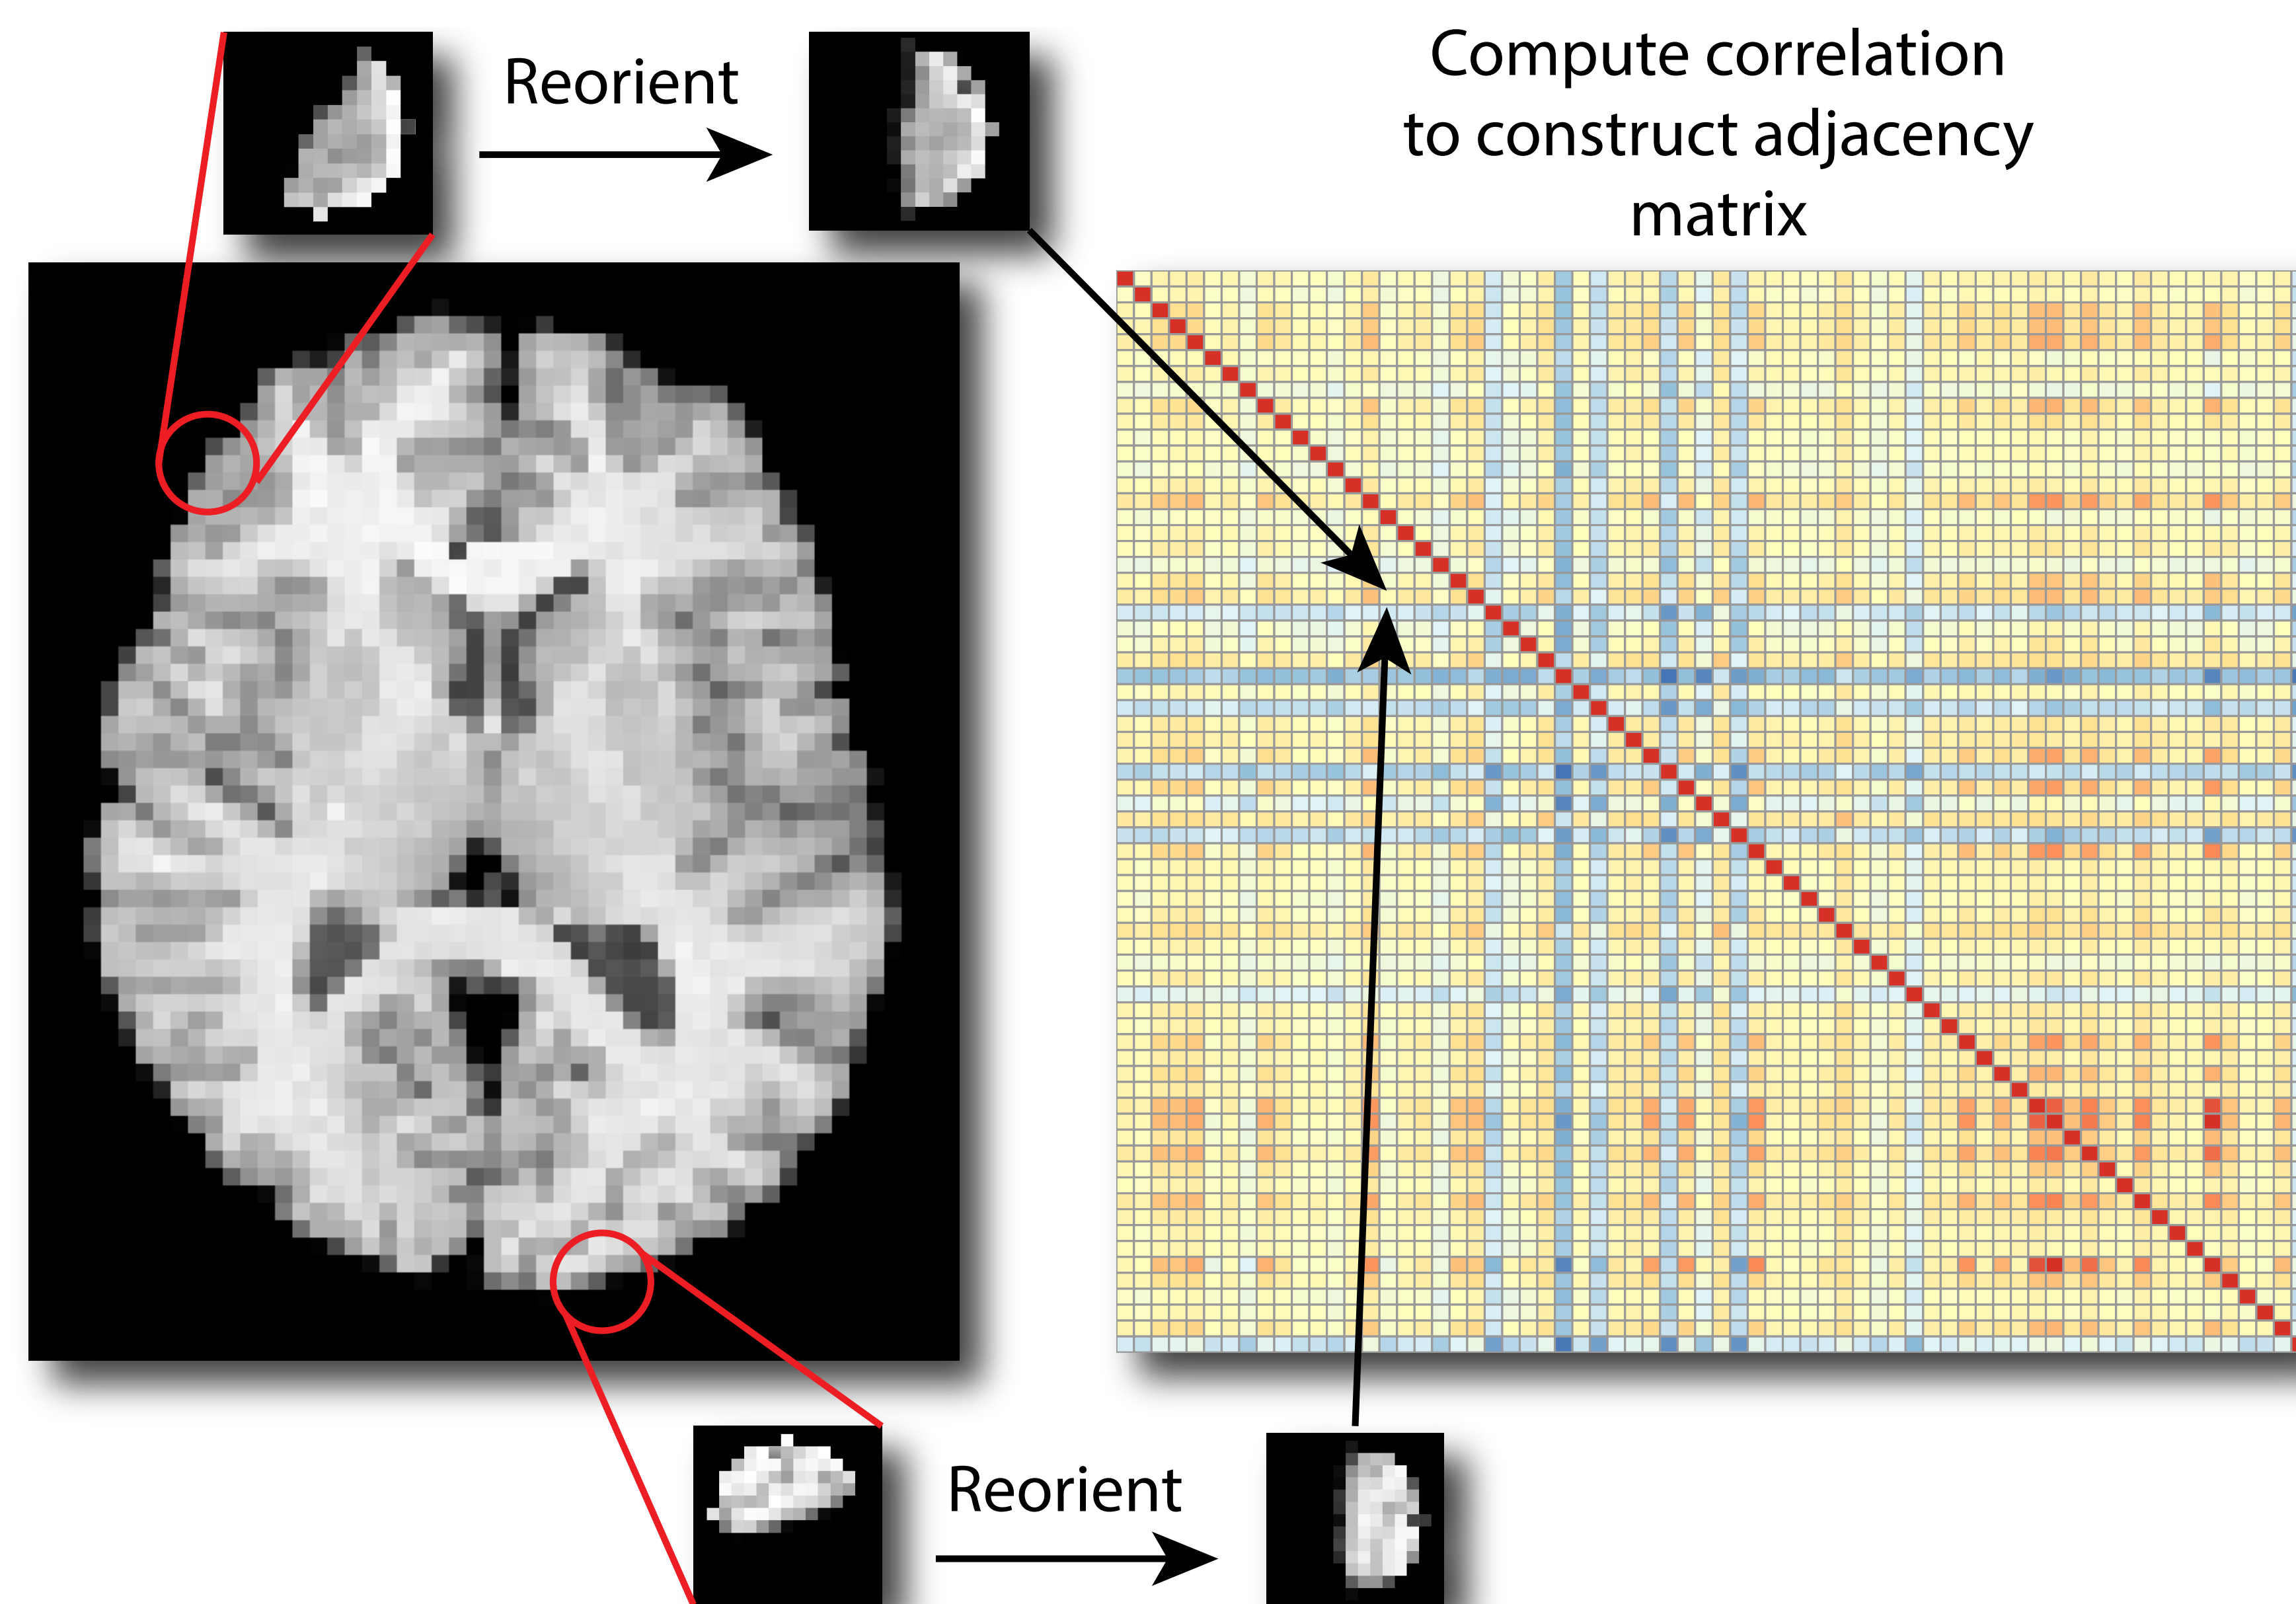 Reorient
Compute correlation
to construct adjacency
matrix
Reorient